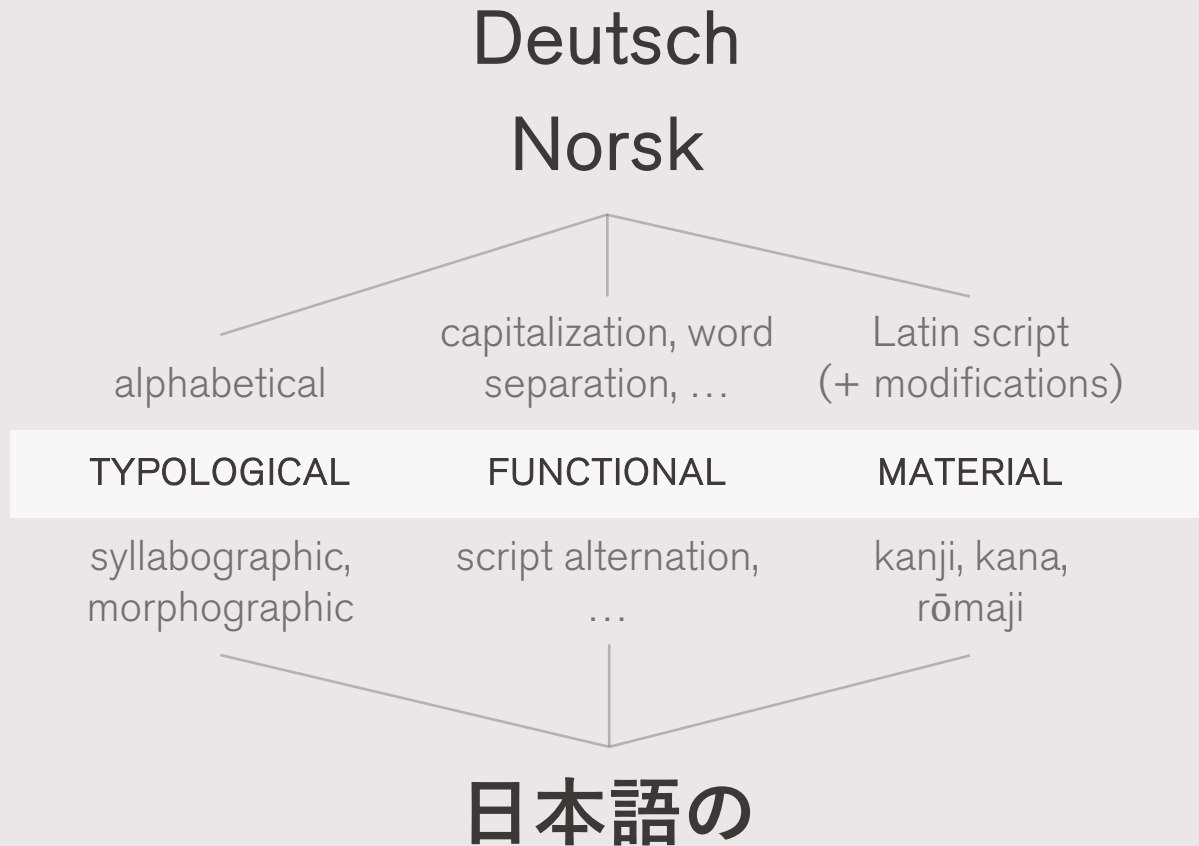 Deutsch
Norsk
alphabetical
capitalization, word
separation, …
Latin script
(+ modifications)
TYPOLOGICAL
FUNCTIONAL
MATERIAL
syllabographic,
morphographic
script alternation,
…
kanji, kana,
rōmaji
日本語の